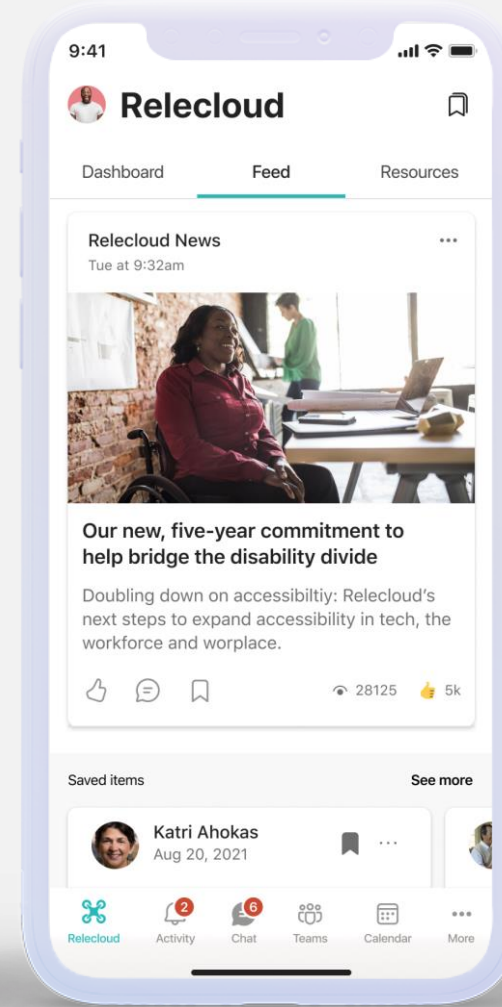 9:41
Relecloud
Dashboard Feed Resources
Relecloud News
Tue at 9:32am
Our new, five-year commitment to
help bridge the disability divide
Doubling down on accessibiltiy: Relecloud's
next steps to expand accessibility in tech, the
workforce and worplace.
28125 5k
Saved items See more
Katri Ahokas
Aug 20, 2021
2 6
Relecloud Activity Chat Teams Calendar More